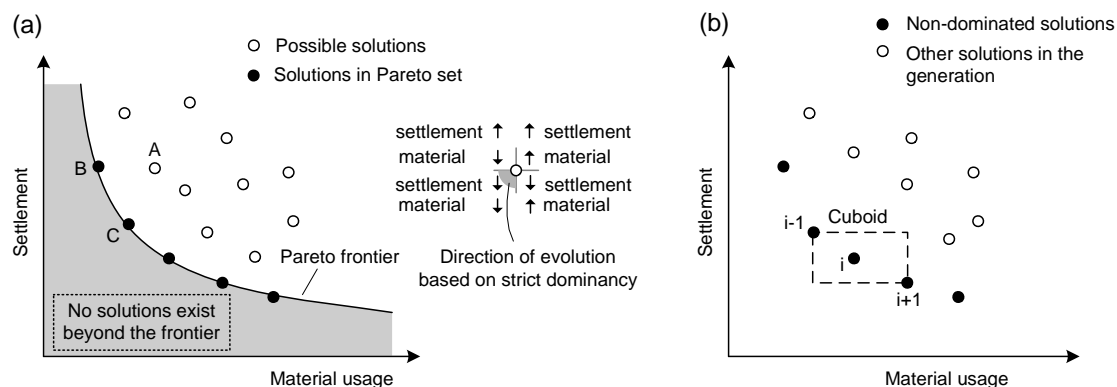 (a)
Possible solutions
Solutions in Pareto set
Settlement
A
B
C
settlement settlement
material material
settlement settlement
material material
Direction of evolution
based on strict dominancy
Pareto frontier
No solutions exist
beyond the frontier
Material usage
(b)
Non-dominated solutions
Other solutions in the
generation
Settlement
i-1
Cuboid
i
i+1
Material usage